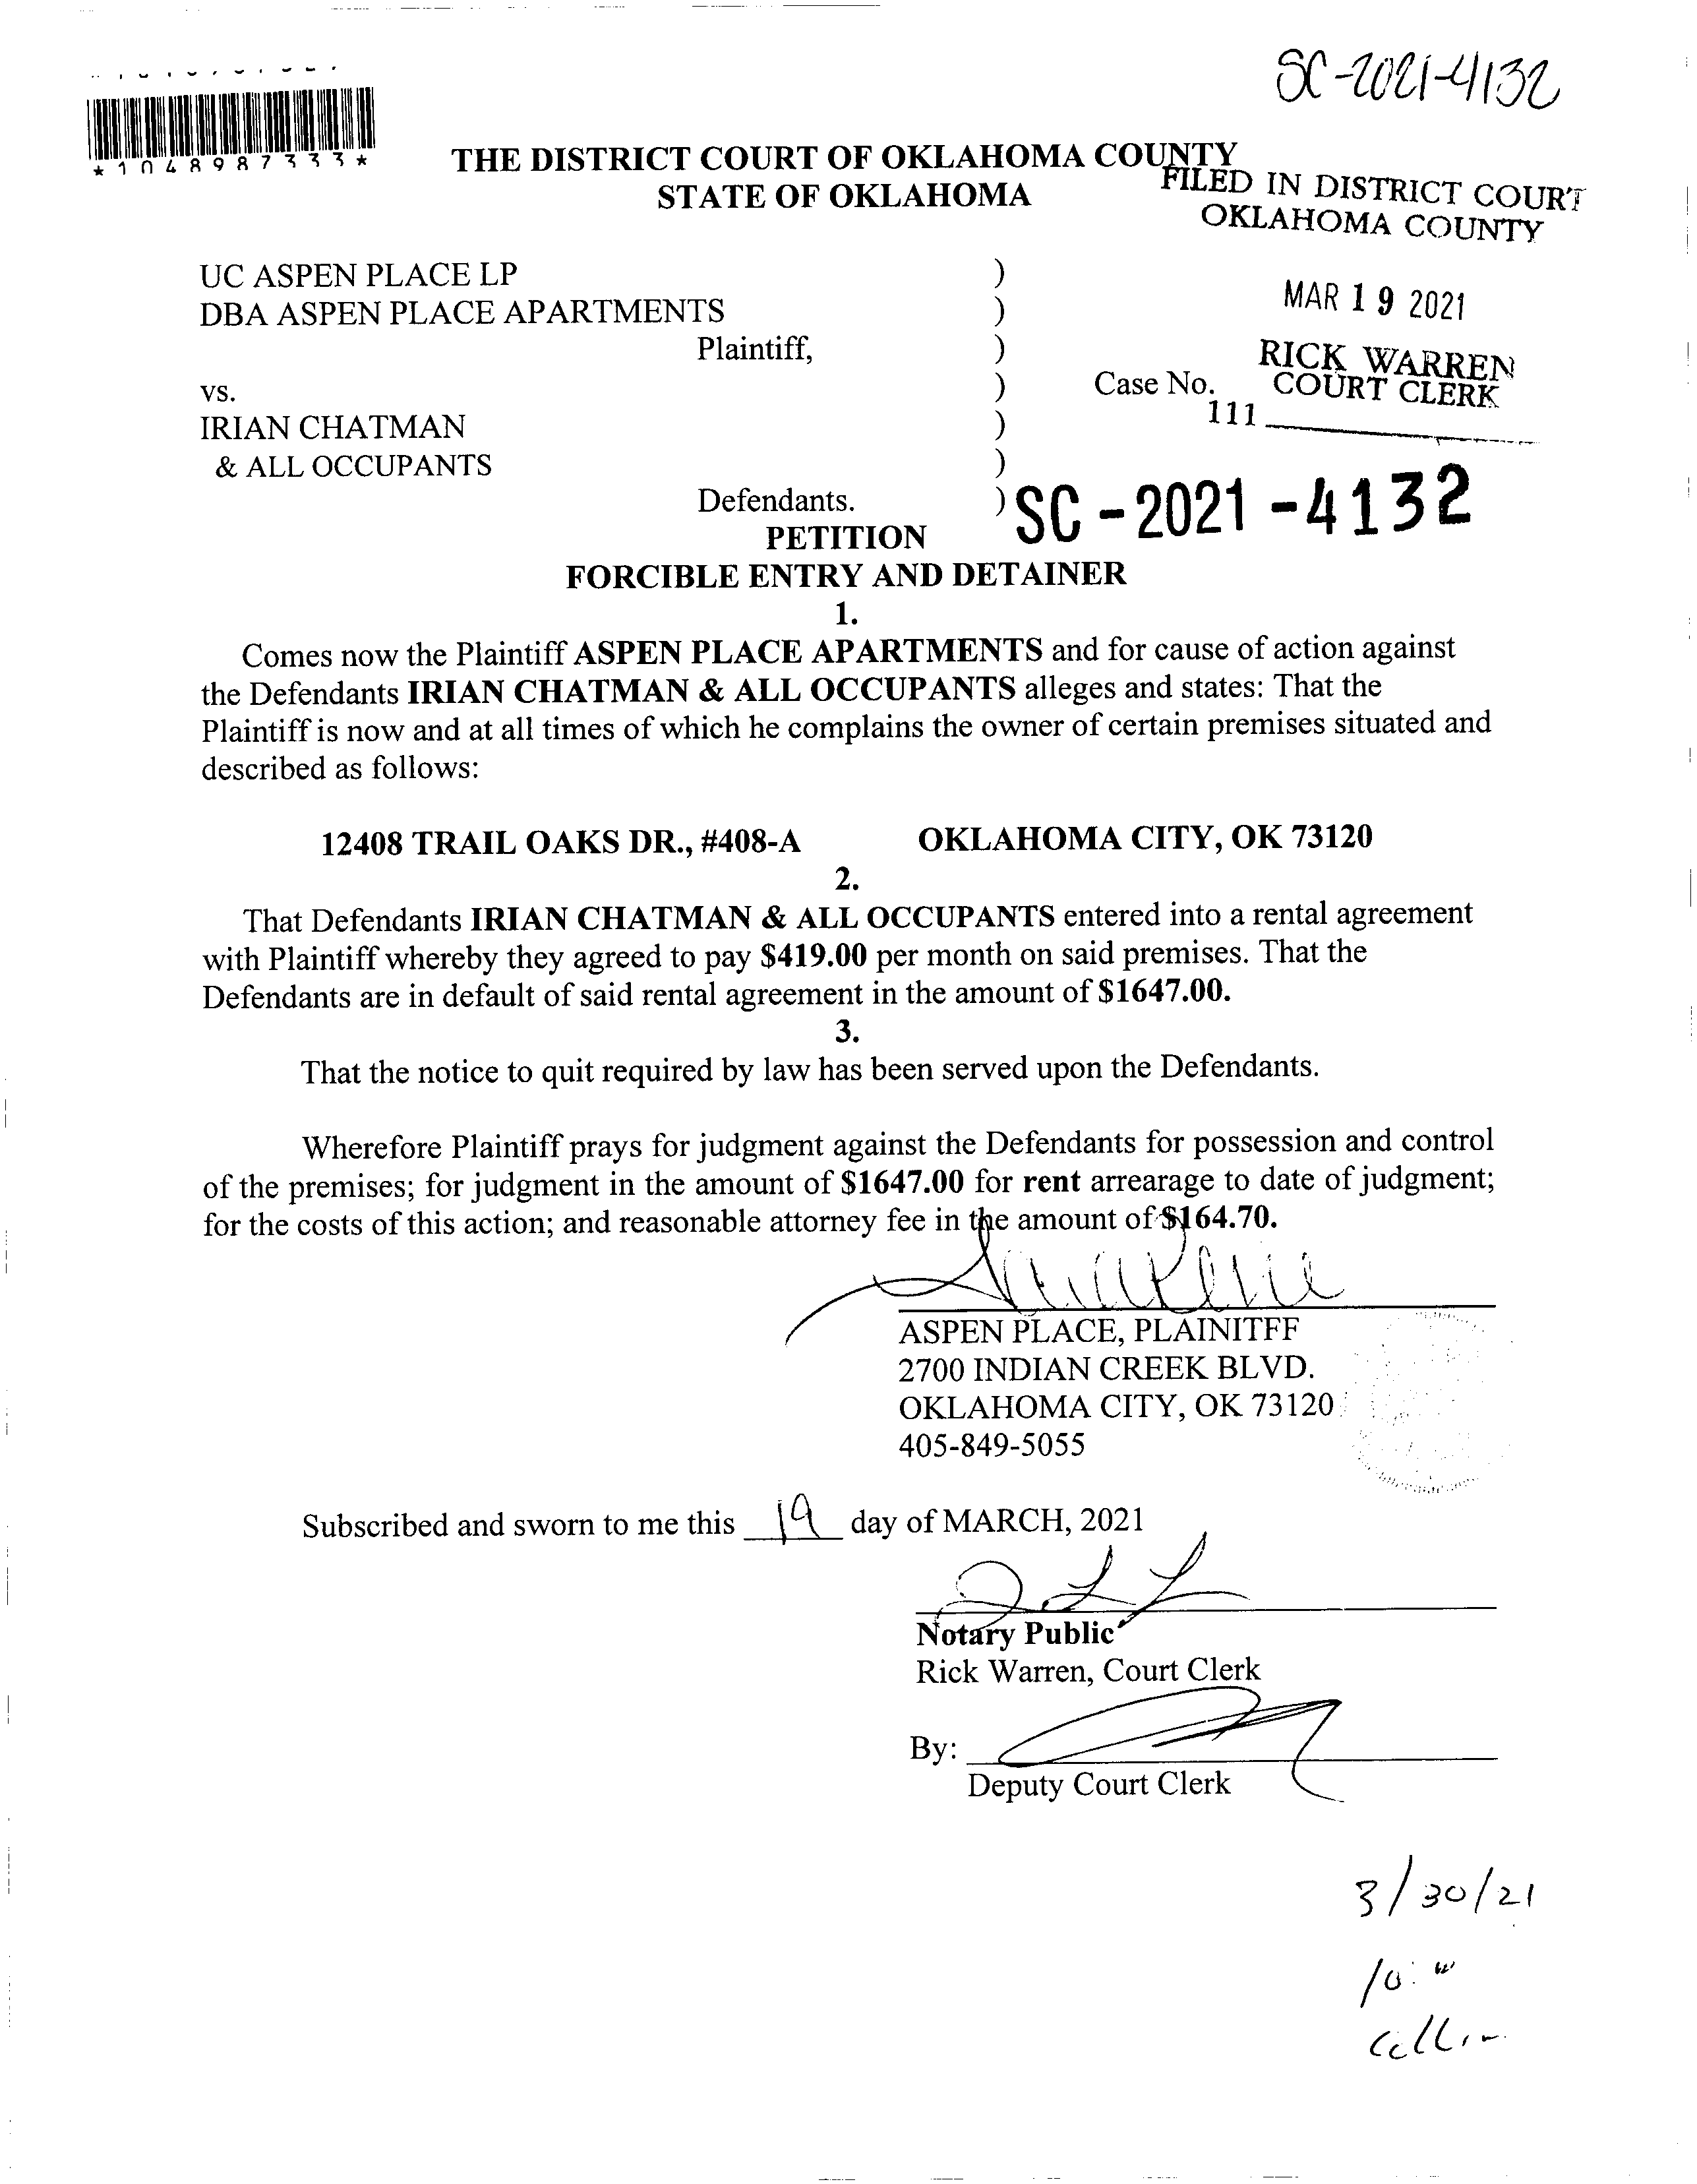 SC-2021-4132
*1048987333*
THE DISTRICT COURT OF OKLAHOMA COUNTY
STATE OF OKLAHOMA
FILED IN DISTRICT COURT
OKLAHOMA COUNTY
UC ASPEN PLACE LP )
DBA ASPEN PLACE APARTMENTS )
MAR 19 2021
Plaintiff, )
RICK WARREN
vs. ) Case No. COURT CLERK
111
IRIAN CHATMAN )
& ALL OCCUPANTS )
Defendants. ) SC-2021-4132
PETITION
FORCIBLE ENTRY AND DETAINER
1.
Comes now the Plaintiff ASPEN PLACE APARTMENTS and for cause of action against
the Defendants IRIAN CHATMAN & ALL OCCUPANTS alleges and states: That the
Plaintiff is now and at all times of which he complains the owner of certain premises situated and
described as follows:
12408 TRAIL OAKS DR., #408-A OKLAHOMA CITY, OK 73120
2.
That Defendants IRIAN CHATMAN & ALL OCCUPANTS entered into a rental agreement
with Plaintiff whereby they agreed to pay $419.00 per month on said premises. That the
Defendants are in default of said rental agreement in the amount of $1647.00.
3.
That the notice to quit required by law has been served upon the Defendants.
Wherefore Plaintiff prays for judgment against the Defendants for possession and control
of the premises; for judgment in the amount of $1647.00 for rent arrearage to date of judgment;
for the costs of this action; and reasonable attorney fee in the amount of $164.70.
ASPEN PLACE, PLAINITFF
2700 INDIAN CREEK BLVD.
OKLAHOMA CITY, OK 73120
405-849-5055
Subscribed and sworn to me this 19 day of MARCH, 2021
Notary Public
Rick Warren, Court Clerk
By:
Deputy Court Clerk
3/30/21